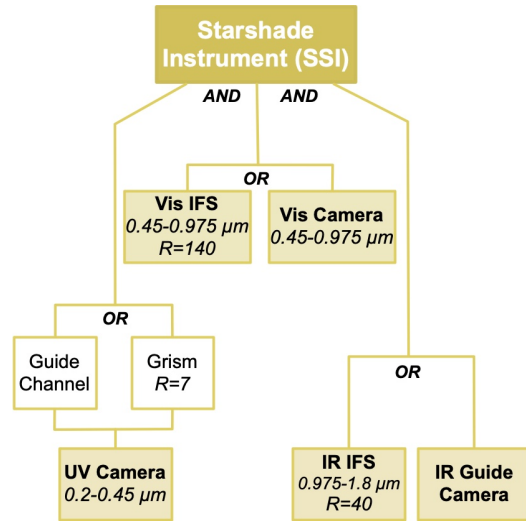 Starshade
Instrument (SSI)
AND AND
OR
Vis IFS
0.45-0.975 µm
R=140
Vis Camera
0.45-0.975 µm
OR
Guide
Channel
Grism
R=7
UV Camera
0.2-0.45 µm
OR
IR IFS
0.975-1.8 µm
R=40
IR Guide
Camera